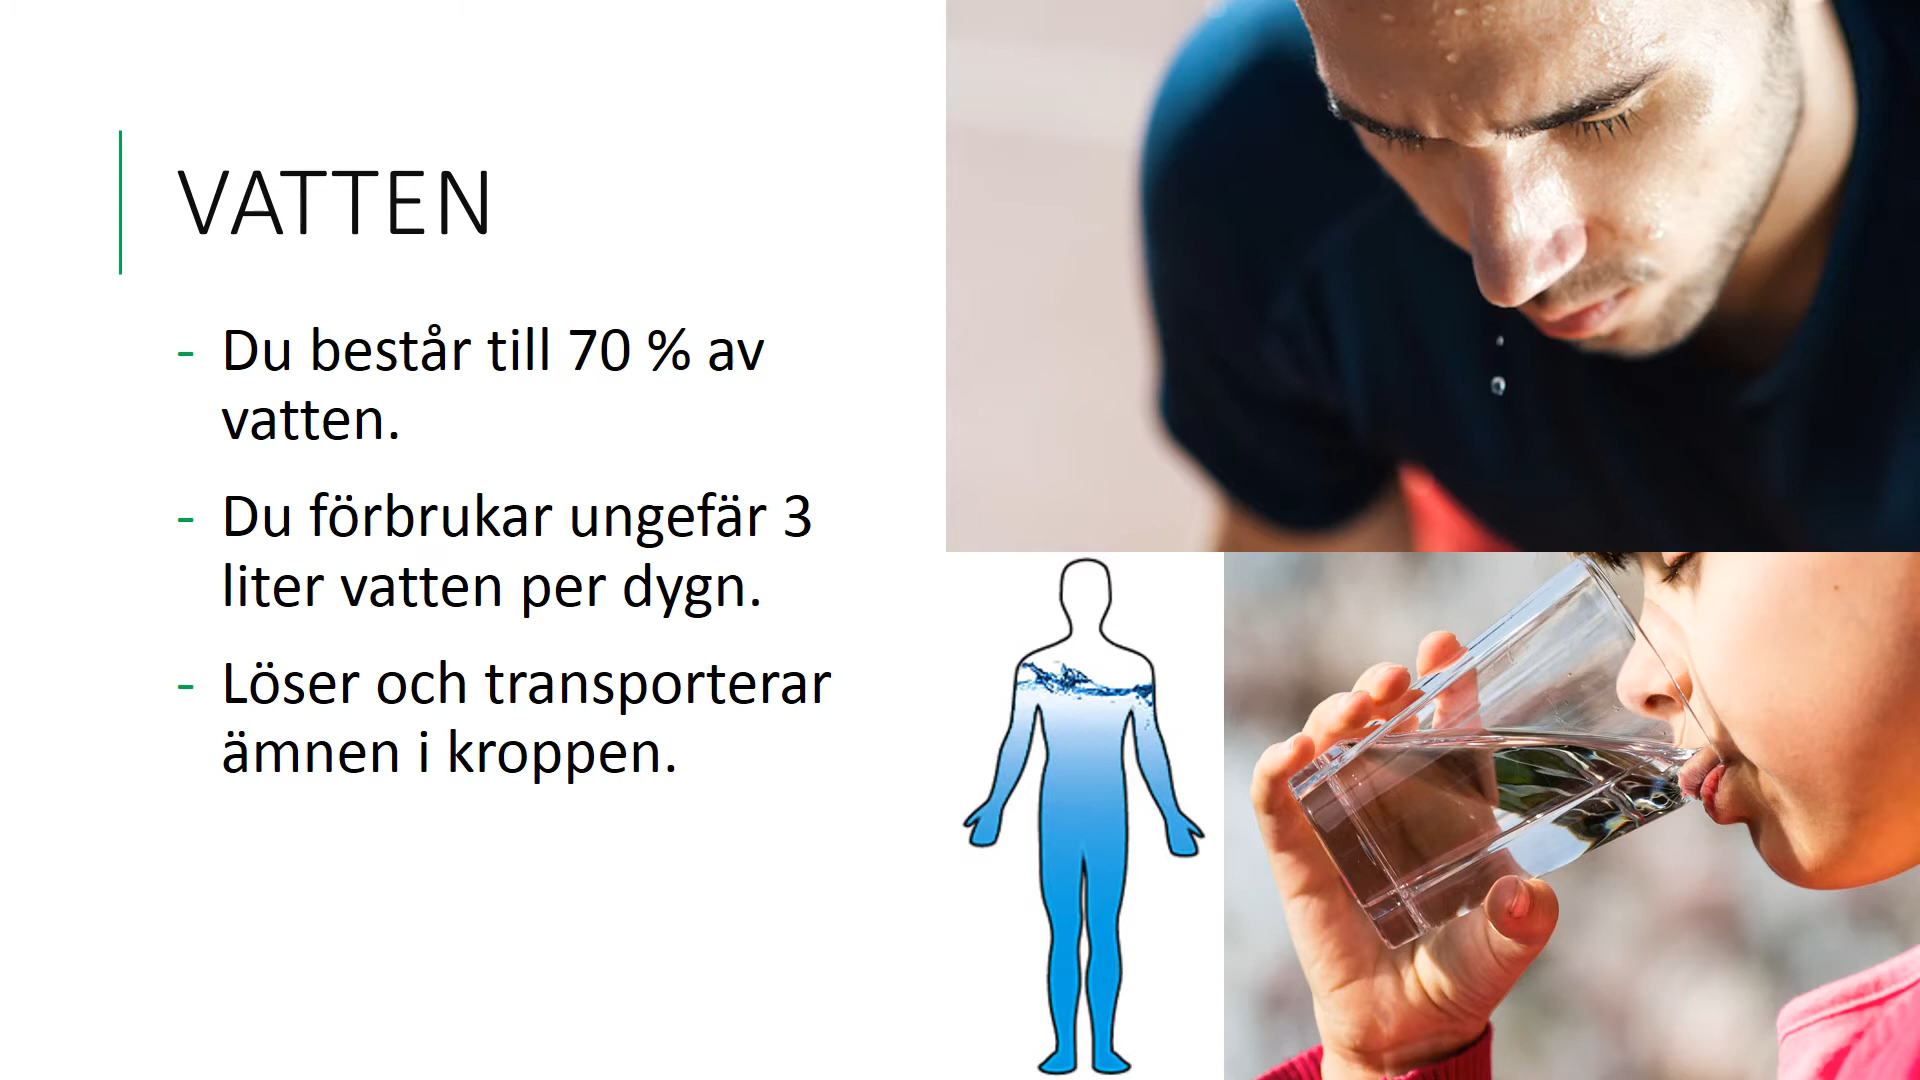 VATTEN
- Du består till 70 % av
vatten.
- Du förbrukar ungefär 3
liter vatten per dygn.
- Löser och transporterar
ämnen i kroppen.